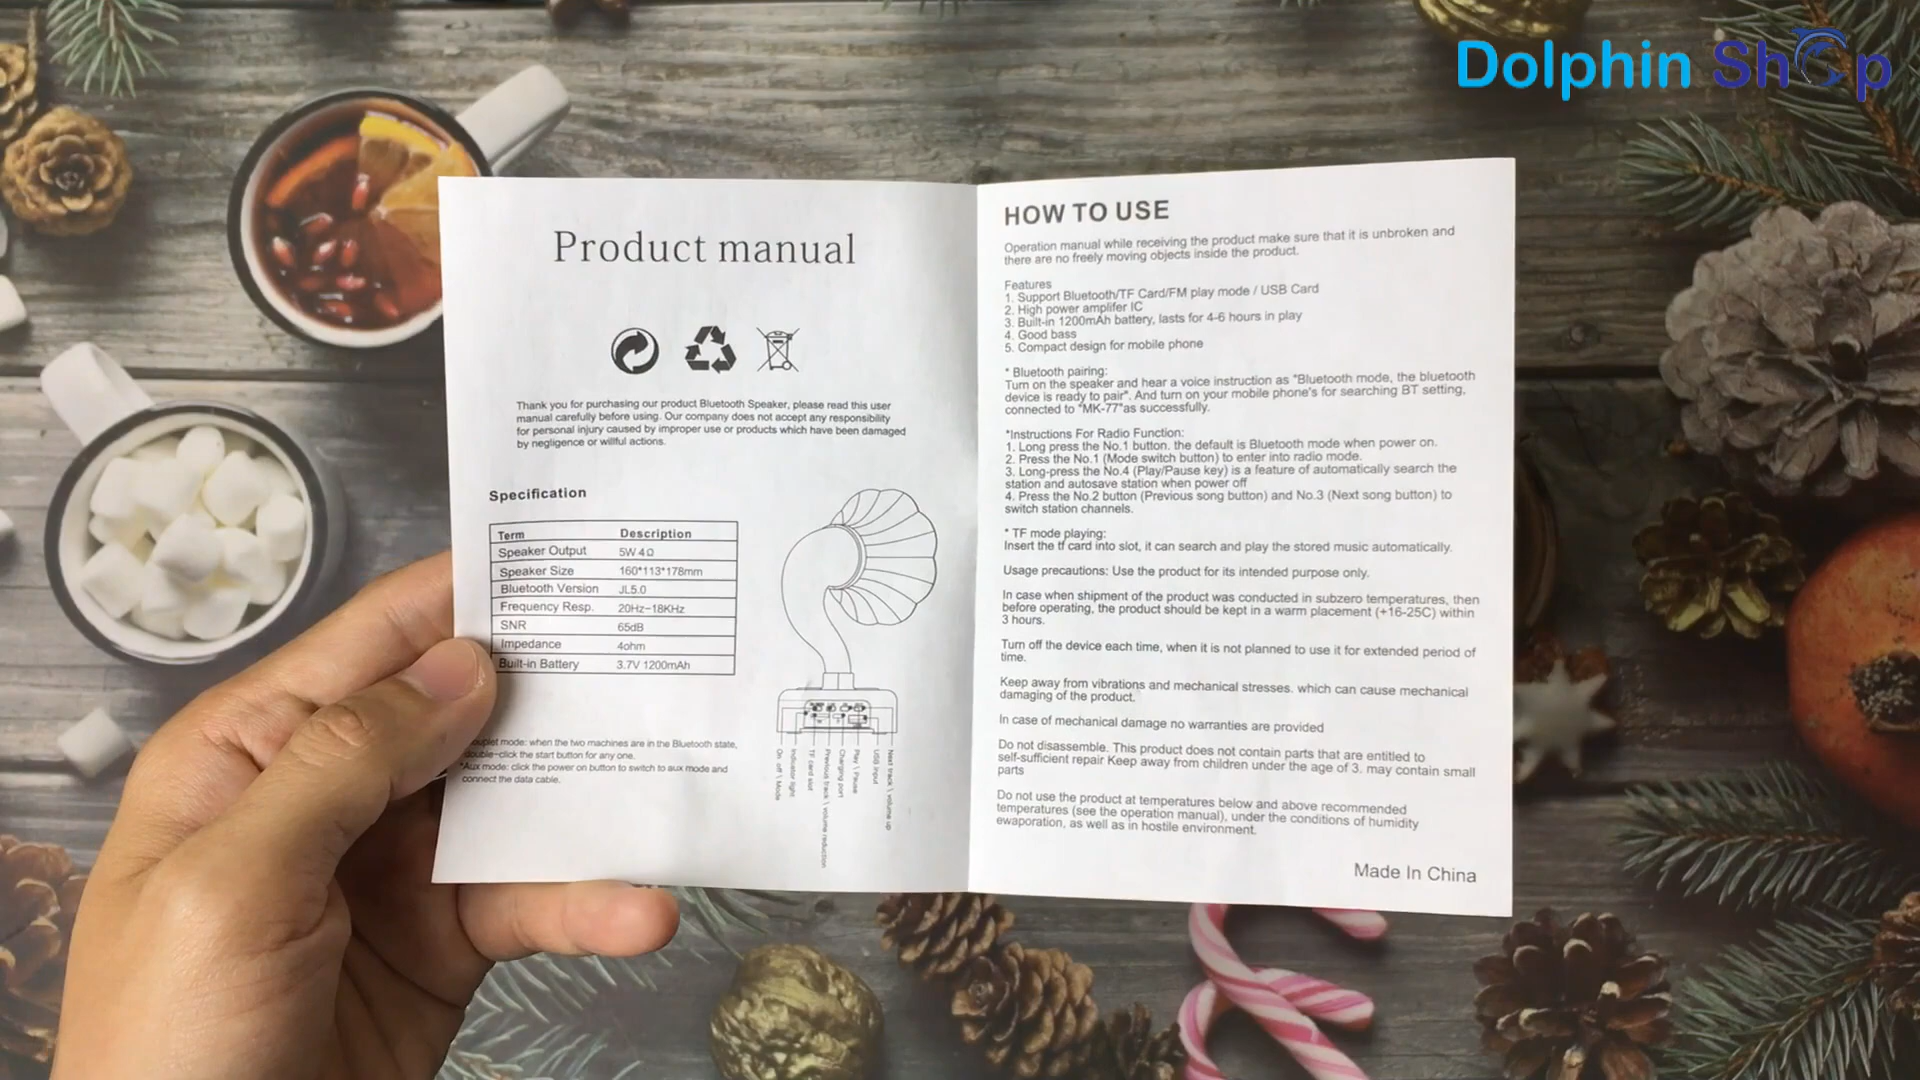 Dolphin Shop
Product manual
Thank you for purchasing our product Bluetooth Speaker, please read this user
manual carefully before using. Our company does not accept any responsibility
for personal injury caused by improper use or products which have been damaged
by negligence or willful actions.
Specification
Term Description
Speaker Output 5W 4Ω
Speaker Size 160*113*178mm
Bluetooth Version JL5.0
Frequency Resp. 20Hz-18KHz
SNR 65dB
Impedance 4ohm
Built-in Battery 3.7V 1200mAh
mode: when the two machines are in the Bluetooth state,
double-click the start button for any one.
*Aux mode: click the power on button to switch to aux mode and
connect the data cable.
On off \ Mode
Indicator light
TF card slot
Previous track \ volume reduction
Charging port
Play \ Pause
USB input
Next track \ volume up
HOW TO USE
Operation manual while receiving the product make sure that it is unbroken and
there are no freely moving objects inside the product.
Features
1. Support Bluetooth/TF Card/FM play mode / USB Card
2. High power amplifer IC
3. Built-in 1200mAh battery, lasts for 4-6 hours in play
4. Good bass
5. Compact design for mobile phone
* Bluetooth pairing:
Turn on the speaker and hear a voice instruction as "Bluetooth mode, the bluetooth
device is ready to pair". And turn on your mobile phone's for searching BT setting,
connected to "MK-77"as successfully.
*Instructions For Radio Function:
1. Long press the No.1 button. the default is Bluetooth mode when power on.
2. Press the No.1 (Mode switch button) to enter into radio mode.
3. Long-press the No.4 (Play/Pause key) is a feature of automatically search the
station and autosave station when power off
4. Press the No.2 button (Previous song button) and No.3 (Next song button) to
switch station channels.
* TF mode playing:
Insert the tf card into slot, it can search and play the stored music automatically.
Usage precautions: Use the product for its intended purpose only.
In case when shipment of the product was conducted in subzero temperatures, then
before operating, the product should be kept in a warm placement (+16-25C) within
3 hours.
Turn off the device each time, when it is not planned to use it for extended period of
time.
Keep away from vibrations and mechanical stresses. which can cause mechanical
damaging of the product.
In case of mechanical damage no warranties are provided
Do not disassemble. This product does not contain parts that are entitled to
self-sufficient repair Keep away from children under the age of 3. may contain small
parts
Do not use the product at temperatures below and above recommended
temperatures (see the operation manual), under the conditions of humidity
ewaporation, as well as in hostile environment.
Made In China